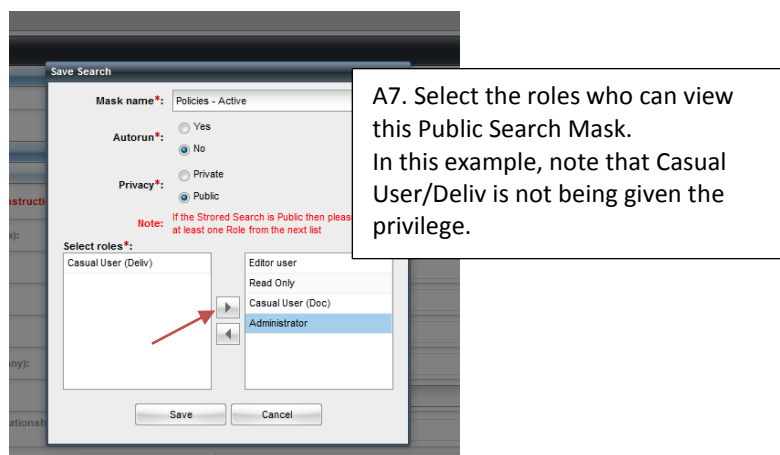 Save Search
Mask name*: Policies - Active
Autorun*:
Yes
No
Privacy*:
Private
Public
Note: If the Strored Search is Public then pleas
at least one Role from the next list
Select roles*:
Casual User (Deliv)
Editor user
Read Only
Casual User (Doc)
Administrator
Save
Cancel
A7. Select the roles who can view
this Public Search Mask.
In this example, note that Casual
User/Deliv is not being given the
privilege.
nstructi
s):
any):
ationsh